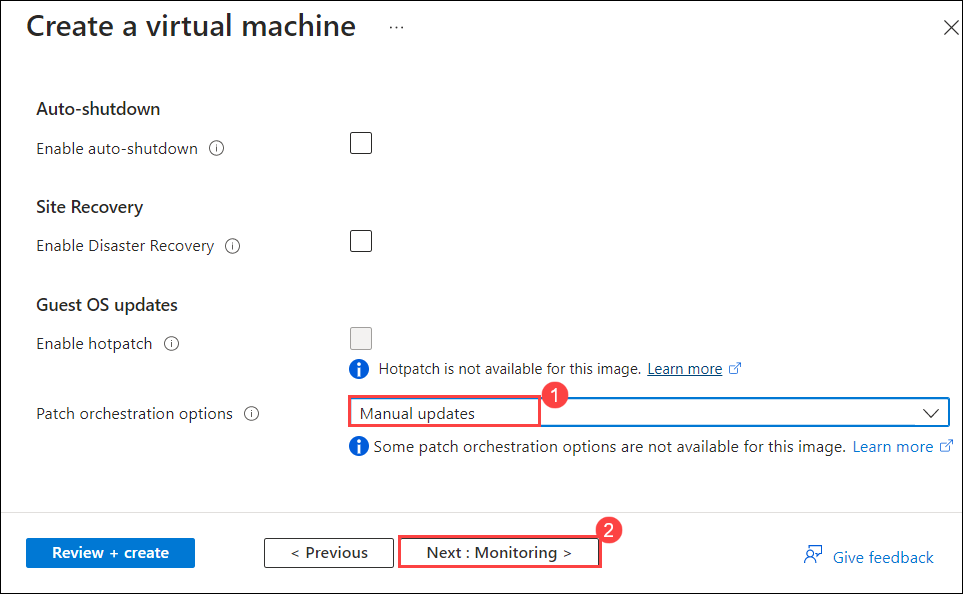 Create a virtual machine ...
Auto-shutdown
Enable auto-shutdown
Site Recovery
Enable Disaster Recovery
Guest OS updates
Enable hotpatch
Hotpatch is not available for this image. Learn more
1
Patch orchestration options Manual updates
Some patch orchestration options are not available for this image. Learn more
2
Review + create < Previous Next : Monitoring > Give feedback